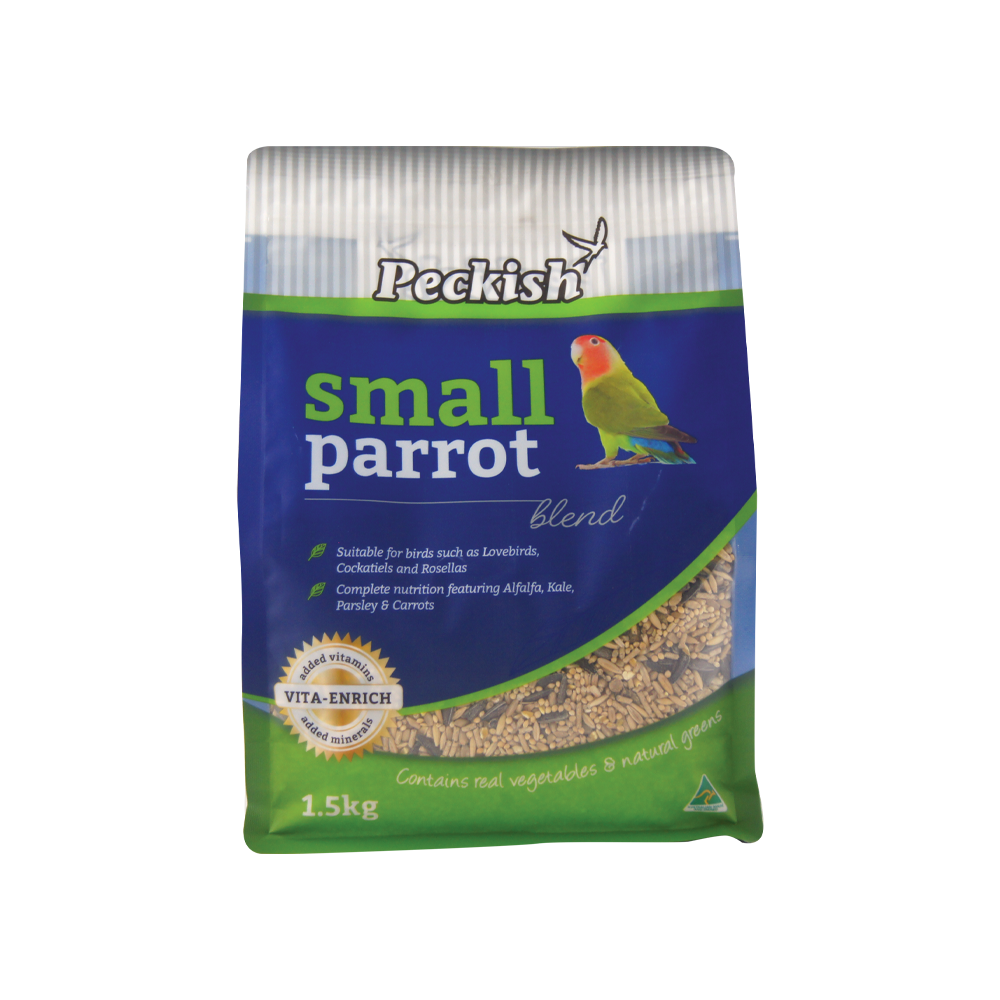 Peckish
small
parrot
blend
Suitable for birds such as Lovebirds,
Cockatiels and Rosellas
Complete nutrition featuring Alfalfa, Kale,
Parsley & Carrots
added vitamins
VITA-ENRICH
added minerals
Contains real vegetables & natural greens
1.5kg